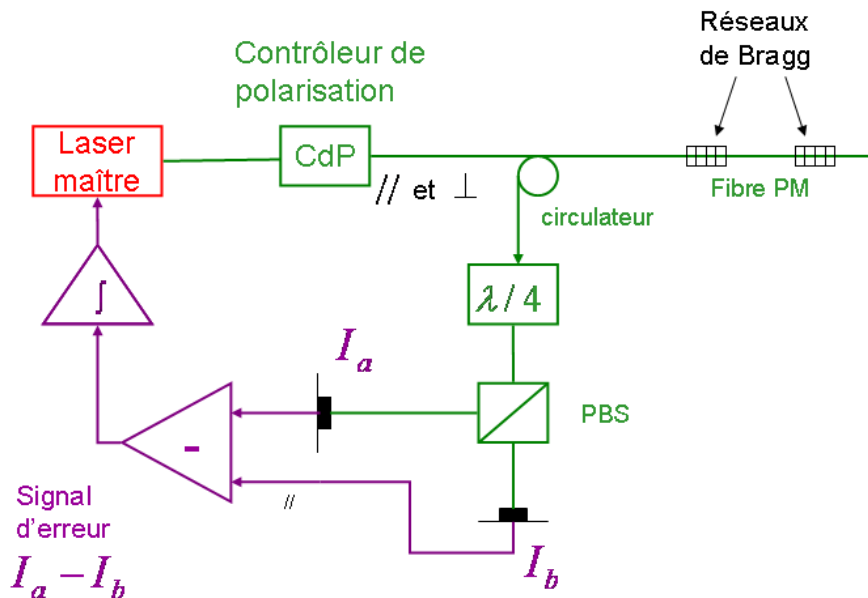 Réseaux
de Bragg
Contrôleur de
polarisation
Laser
maître
CdP
// et ⊥
circulateur
Fibre PM
λ / 4
∫
I_a
PBS
-
//
Signal
d'erreur
I_a − I_b
I_b